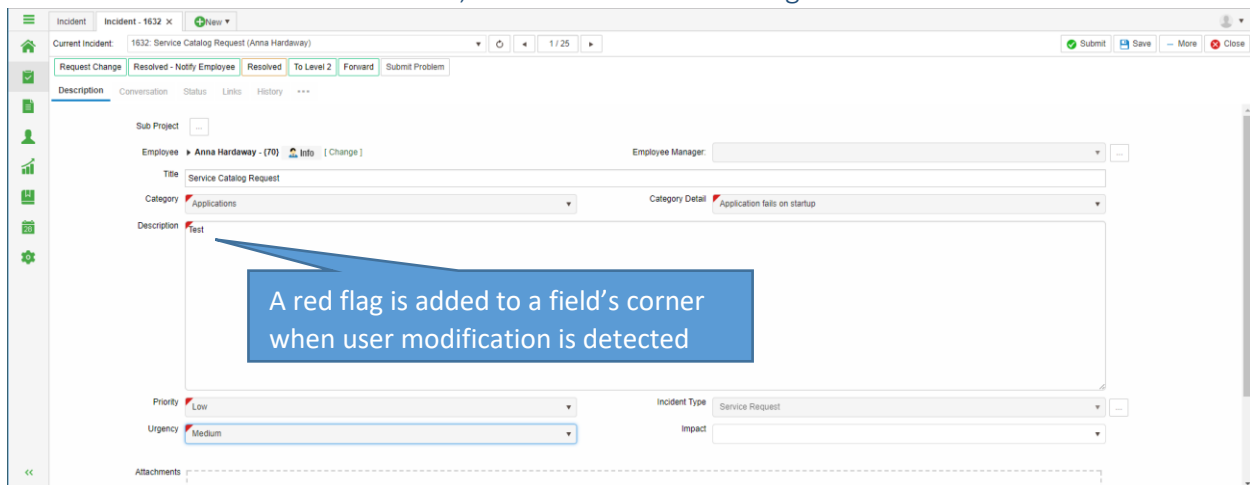 Incident Incident - 1632 × New ▾
Current Incident: 1632: Service Catalog Request (Anna Hardaway) 1 / 25 Submit Save More Close
Request Change Resolved - Notify Employee Resolved To Level 2 Forward Submit Problem
Description Conversation Status Links History •••
Sub Project ...
Employee Anna Hardaway - (70) Info [ Change ] Employee Manager: ...
Title Service Catalog Request
Category Applications Category Detail Application fails on startup
Description Test
A red flag is added to a field’s corner
when user modification is detected
Priority Low Incident Type Service Request ...
Urgency Medium Impact
28
<<
Attachments